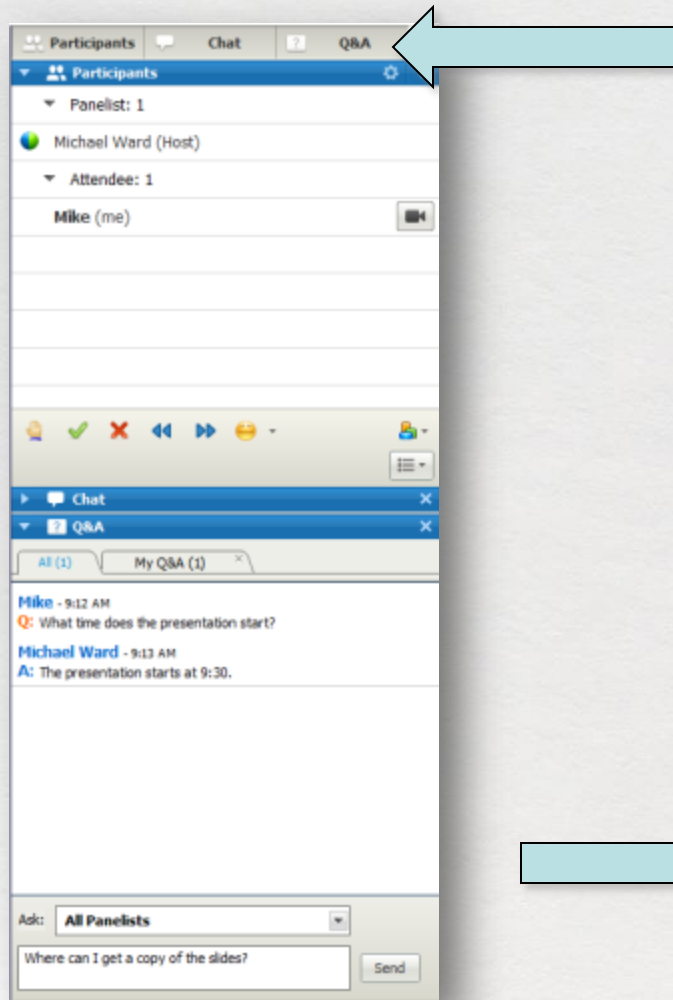 Participants Chat ? Q&A
Participants
Panelist: 1
Michael Ward (Host)
Attendee: 1
Mike (me)
Chat
? Q&A
All (1) My Q&A (1)
Mike - 9:12 AM
Q: What time does the presentation start?
Michael Ward - 9:13 AM
A: The presentation starts at 9:30.
Ask: All Panelists
Where can I get a copy of the slides?
Send